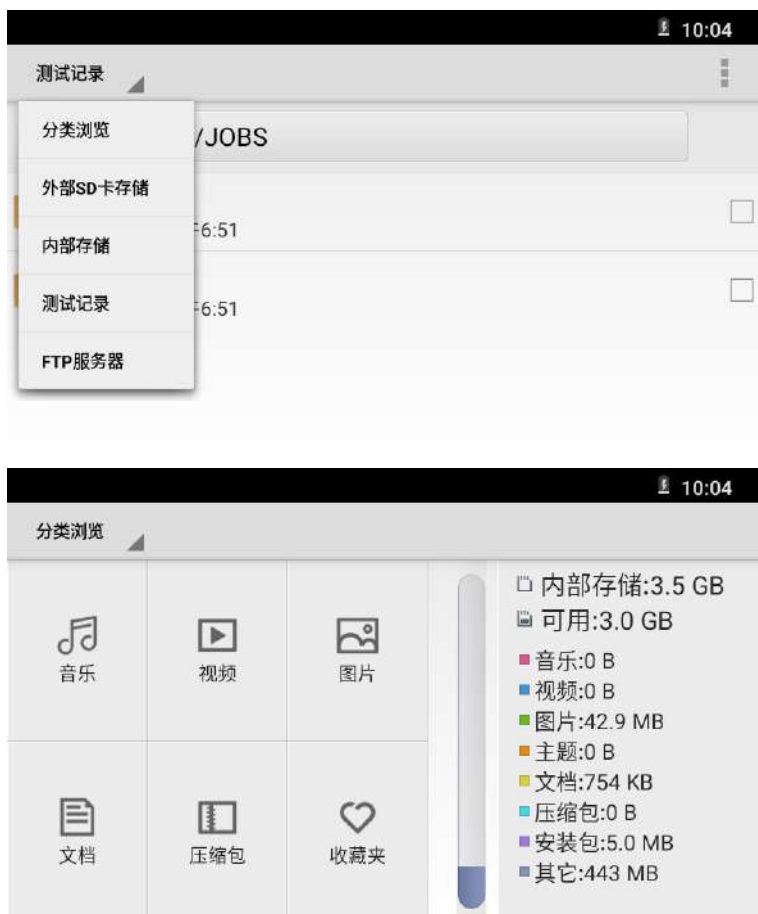 10:04
测试记录
分类浏览
/JOBS
外部SD卡存储
6:51
内部存储
测试记录
6:51
FTP服务器
10:04
分类浏览
内部存储:3.5 GB
可用:3.0 GB
音乐 视频 图片
音乐:0 B
视频:0 B
图片:42.9 MB
主题:0 B
文档:754 KB
压缩包:0 B
安装包:5.0 MB
其它:443 MB
文档 压缩包 收藏夹